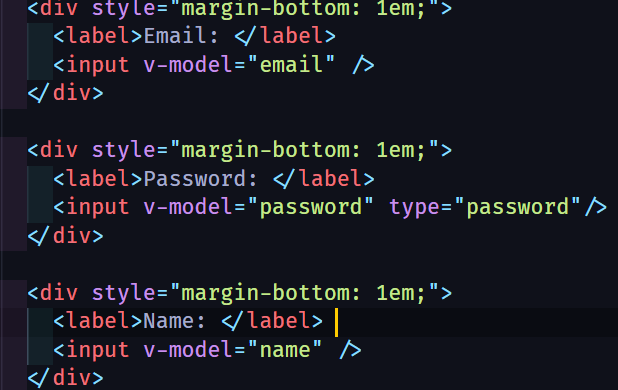 <div style="margin-bottom: 1em;">
<label>Email: </label>
<input v-model="email" />
</div>
<div style="margin-bottom: 1em;">
<label>Password: </label>
<input v-model="password" type="password"/>
</div>
<div style="margin-bottom: 1em;">
<label>Name: </label>
<input v-model="name" />
</div>